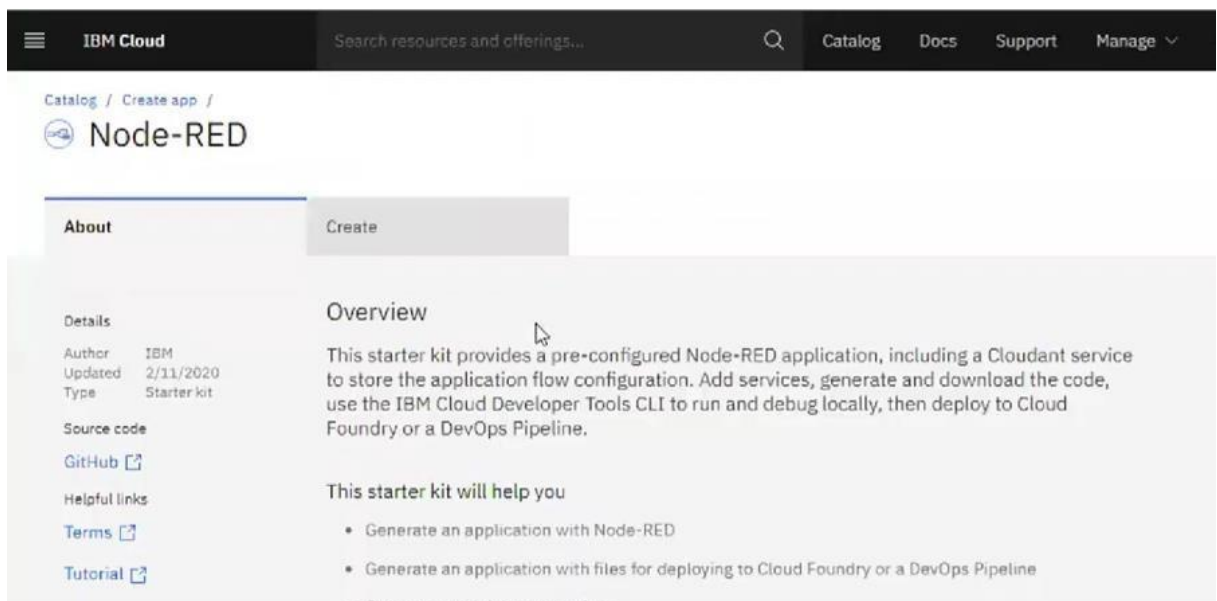 IBM Cloud
Search resources and offerings...
Catalog
Docs
Support
Manage
Catalog / Create app /
Node-RED
About
Create
Details
Author IBM
Updated 2/11/2020
Type Starter kit
Source code
GitHub
Helpful links
Terms
Tutorial
Overview
This starter kit provides a pre-configured Node-RED application, including a Cloudant service
to store the application flow configuration. Add services, generate and download the code,
use the IBM Cloud Developer Tools CLI to run and debug locally, then deploy to Cloud
Foundry or a DevOps Pipeline.
This starter kit will help you
• Generate an application with Node-RED
• Generate an application with files for deploying to Cloud Foundry or a DevOps Pipeline